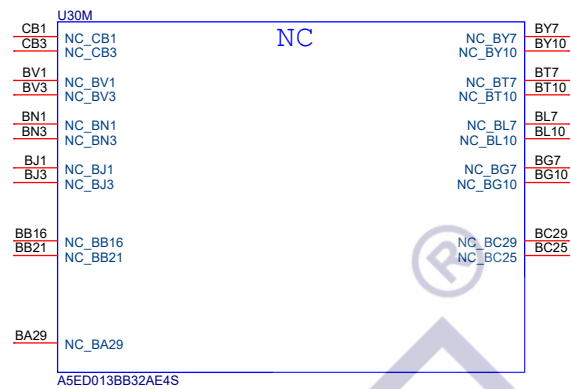 U30M
NC
CB1 NC_CB1 NC_BY7 BY7
CB3 NC_CB3 NC_BY10 BY10
BV1 NC_BV1 NC_BT7 BT7
BV3 NC_BV3 NC_BT10 BT10
BN1 NC_BN1 NC_BL7 BL7
BN3 NC_BN3 NC_BL10 BL10
BJ1 NC_BJ1 NC_BG7 BG7
BJ3 NC_BJ3 NC_BG10 BG10
BB16 NC_BB16 NC_BC29 BC29
BB21 NC_BB21 NC_BC25 BC25
BA29 NC_BA29
A5ED013BB32AE4S
®